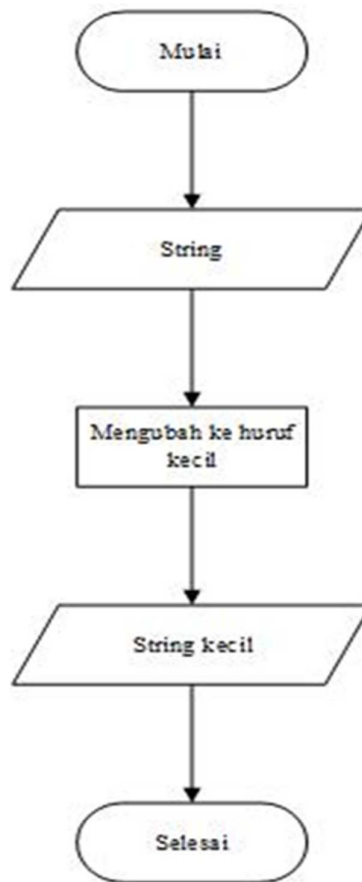 Mulai
String
Mengubah ke huruf
kecil
String kecil
Selesai